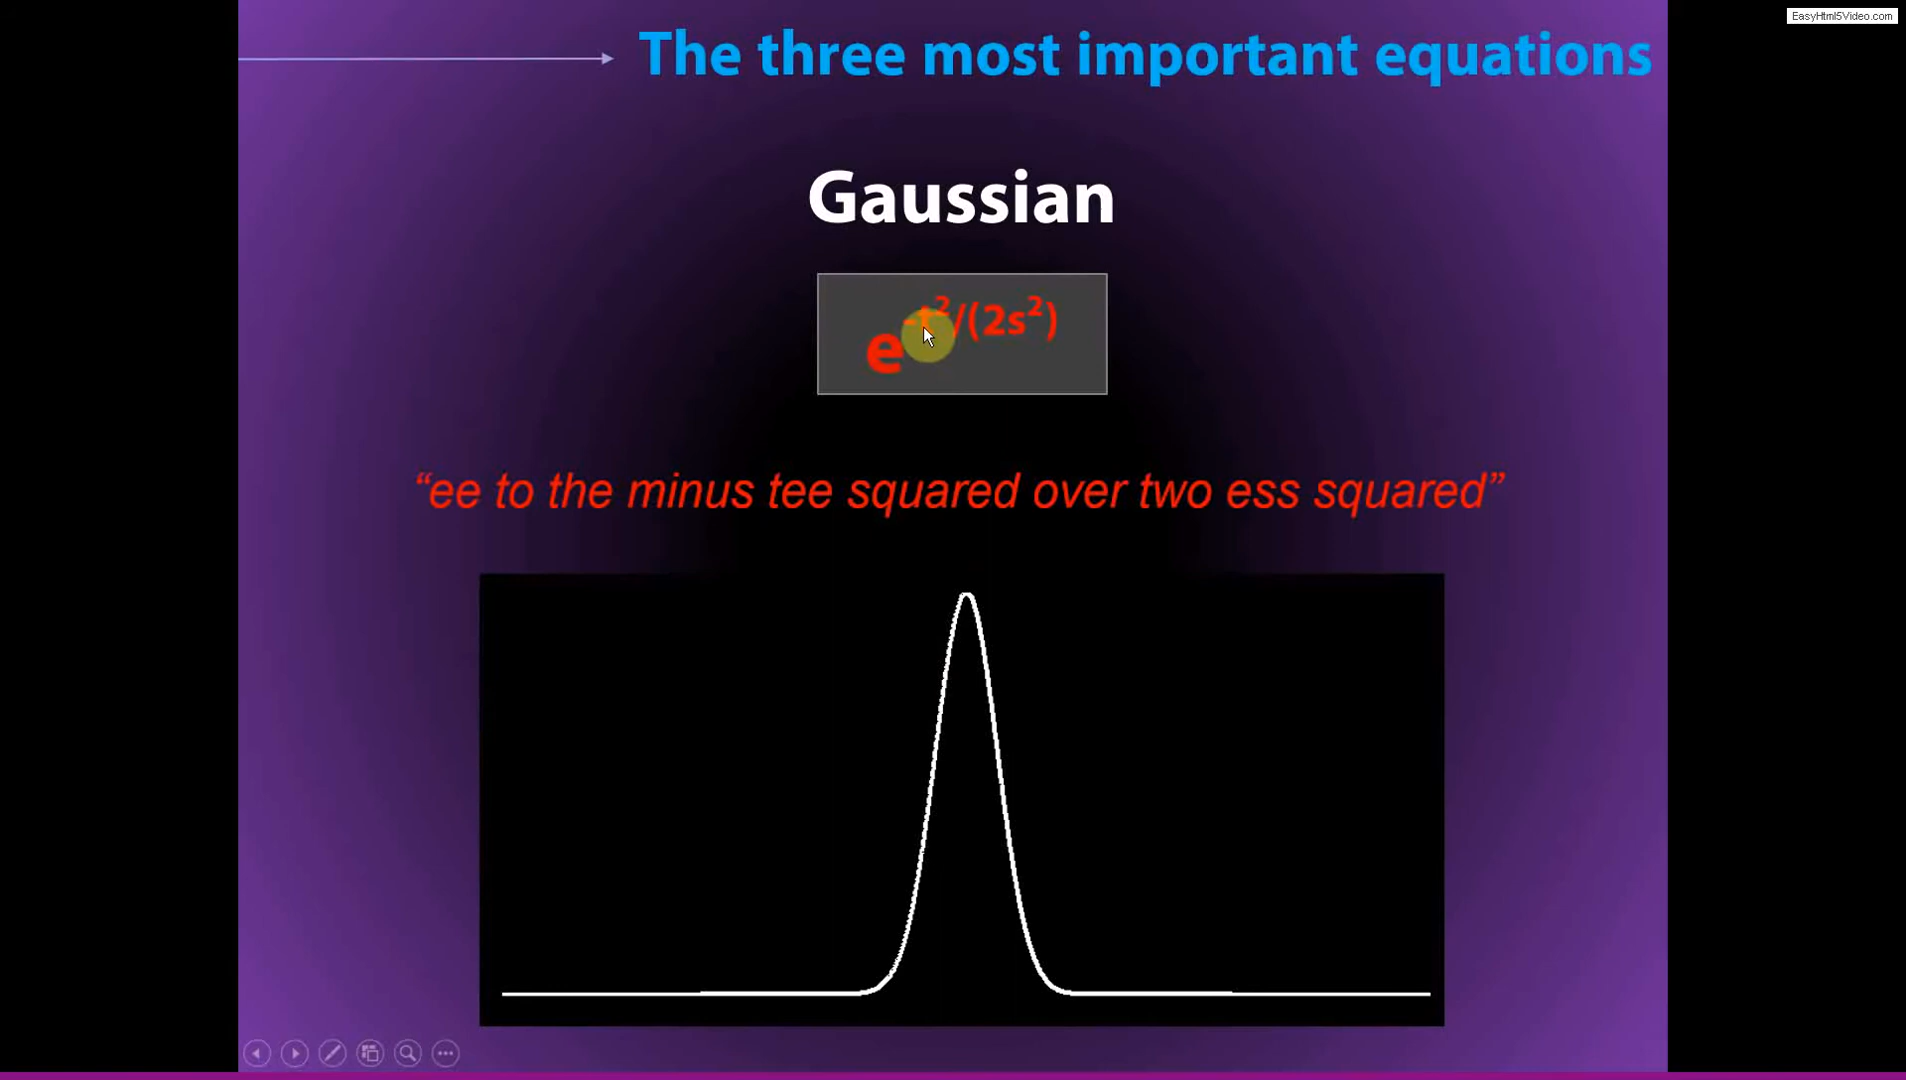 EasyHtml5Video.com
The three most important equations
Gaussian
e^-t²/(2s²)
“ee to the minus tee squared over two ess squared”